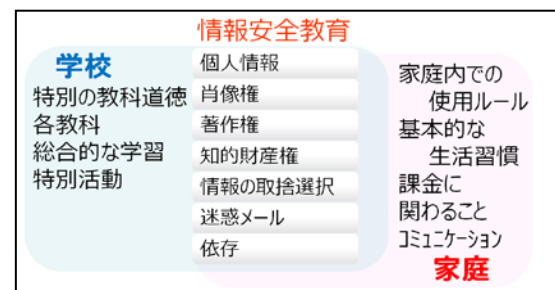 情報安全教育
学校
特別の教科道徳
各教科
総合的な学習
特別活動
個人情報
肖像権
著作権
知的財産権
情報の取捨選択
迷惑メール
依存
家庭内での
使用ルール
基本的な
生活習慣
課金に
関わること
ｺﾐｭﾆｹｰｼｮﾝ
家庭